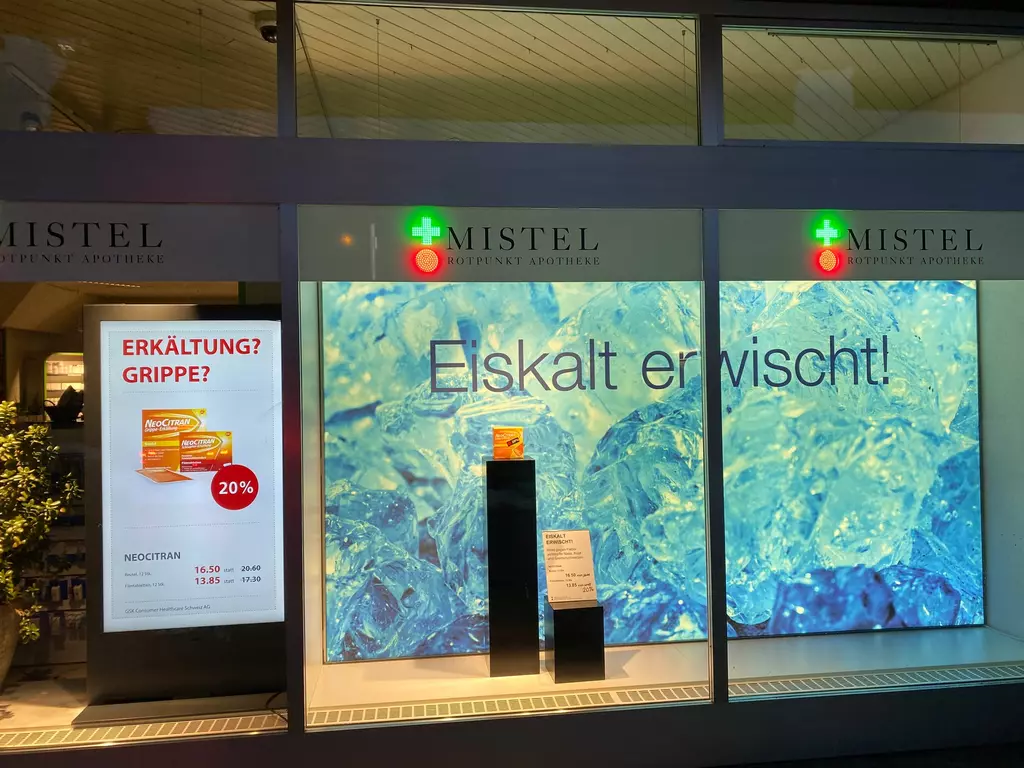 MISTEL
ROTPUNKT APOTHEKE
MISTEL
ROTPUNKT APOTHEKE
MISTEL
ROTPUNKT APOTHEKE
ERKÄLTUNG?
GRIPPE?
NEOCITRAN
Grippe-Erkältung
NEOCITRAN
20%
NEOCITRAN
16.50 statt 20.60
13.85 statt 17.30
GSK Consumer Healthcare Schweiz AG
Eiskalt erwischt!
EISKALT
ERWISCHT!
16.50
13.85
20%